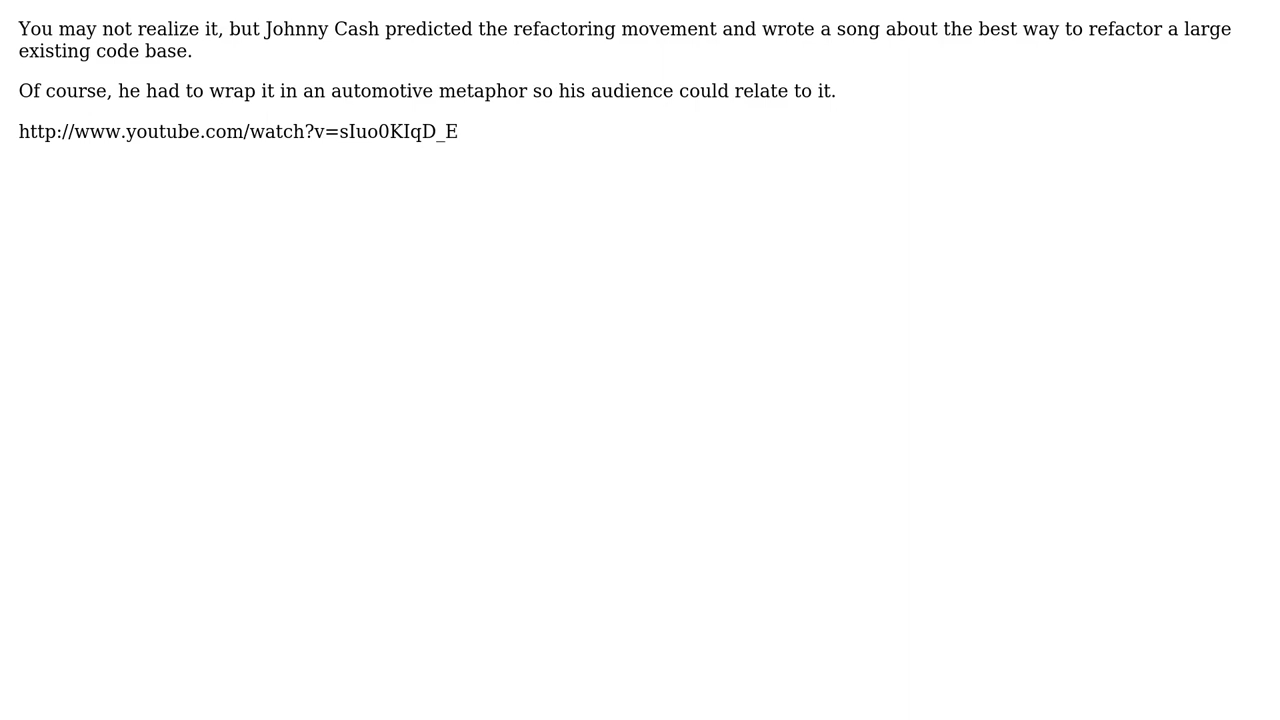 You may not realize it, but Johnny Cash predicted the refactoring movement and wrote a song about the best way to refactor a large
existing code base.
Of course, he had to wrap it in an automotive metaphor so his audience could relate to it.
http://www.youtube.com/watch?v=sIuo0KIqD_E